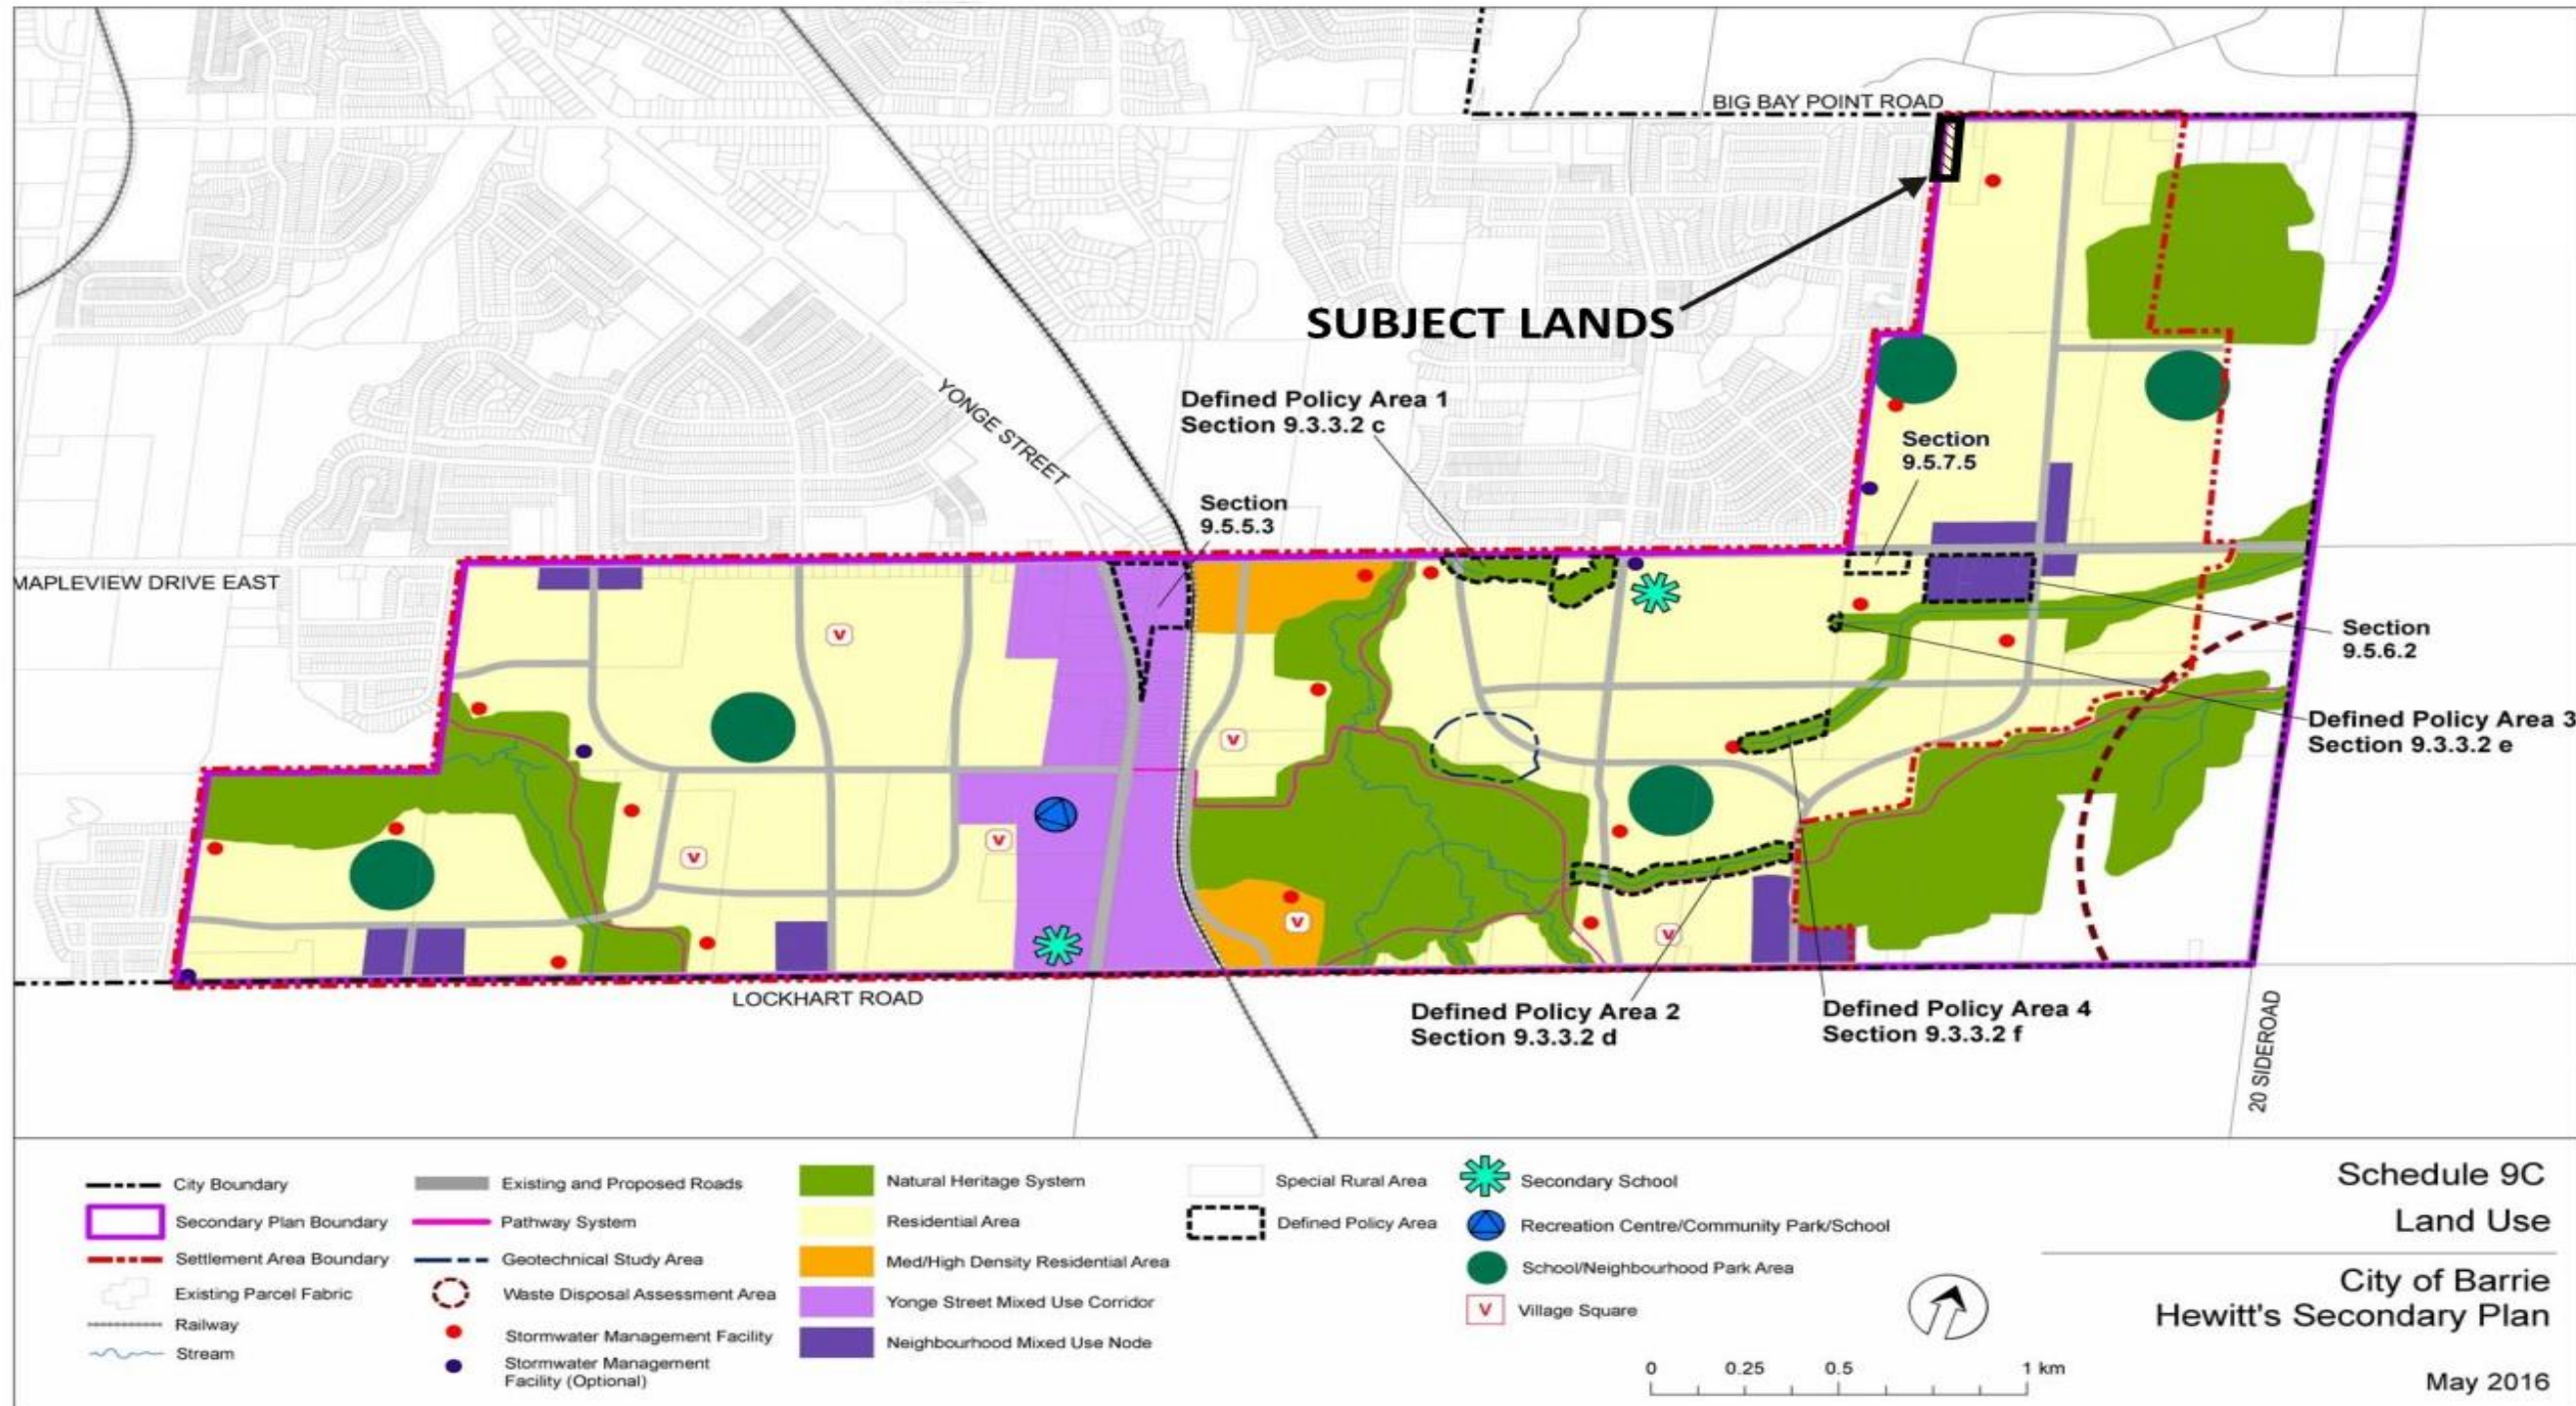 BIG BAY POINT ROAD
SUBJECT LANDS
YONGE STREET
Defined Policy Area 1
Section 9.3.3.2 c
Section
9.5.7.5
Section
9.5.5.3
MAPLEVIEW DRIVE EAST
V
Section
9.5.6.2
Defined Policy Area 3
Section 9.3.3.2 e
V
V
V
V
V
LOCKHART ROAD
Defined Policy Area 2
Section 9.3.3.2 d
Defined Policy Area 4
Section 9.3.3.2 f
20 SIDEROAD
City Boundary
Secondary Plan Boundary
Settlement Area Boundary
Existing Parcel Fabric
Railway
Stream
Existing and Proposed Roads
Pathway System
Geotechnical Study Area
Waste Disposal Assessment Area
Stormwater Management Facility
Stormwater Management
Facility (Optional)
Natural Heritage System
Residential Area
Med/High Density Residential Area
Yonge Street Mixed Use Corridor
Neighbourhood Mixed Use Node
Special Rural Area
Defined Policy Area
Secondary School
Recreation Centre/Community Park/School
School/Neighbourhood Park Area
V Village Square
0 0.25 0.5 1 km
Schedule 9C
Land Use
City of Barrie
Hewitt's Secondary Plan
May 2016